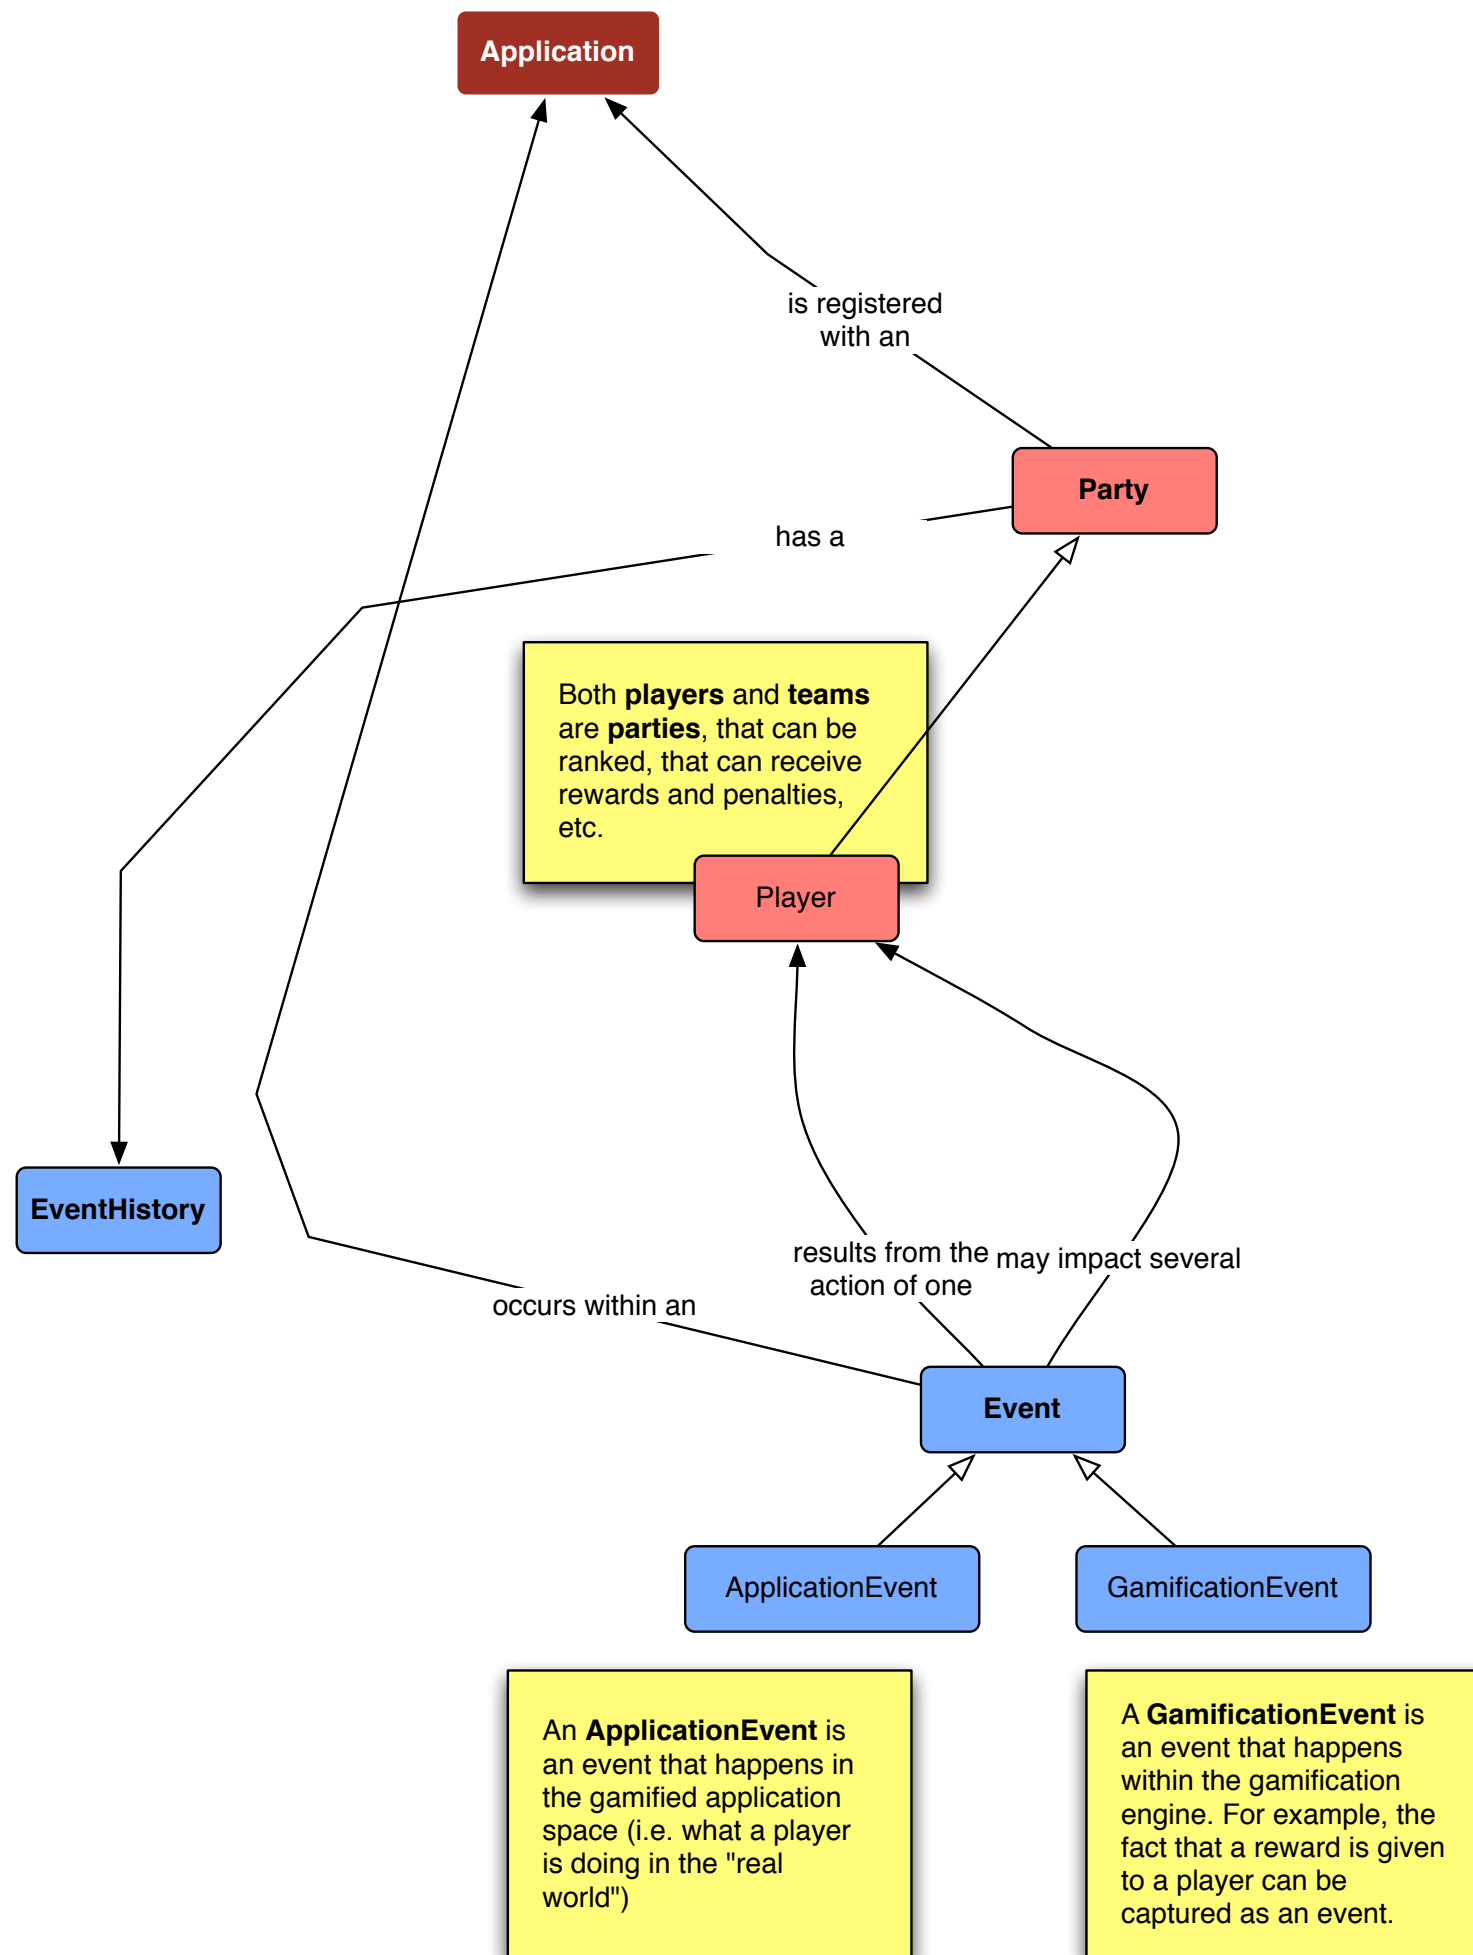 Application
is registered
with an
Party
has a
Both players and teams
are parties, that can be
ranked, that can receive
rewards and penalties,
etc.
Player
EventHistory
results from the
action of one
may impact several
occurs within an
Event
ApplicationEvent
GamificationEvent
An ApplicationEvent is
an event that happens in
the gamified application
space (i.e. what a player
is doing in the "real
world")
A GamificationEvent is
an event that happens
within the gamification
engine. For example, the
fact that a reward is given
to a player can be
captured as an event.